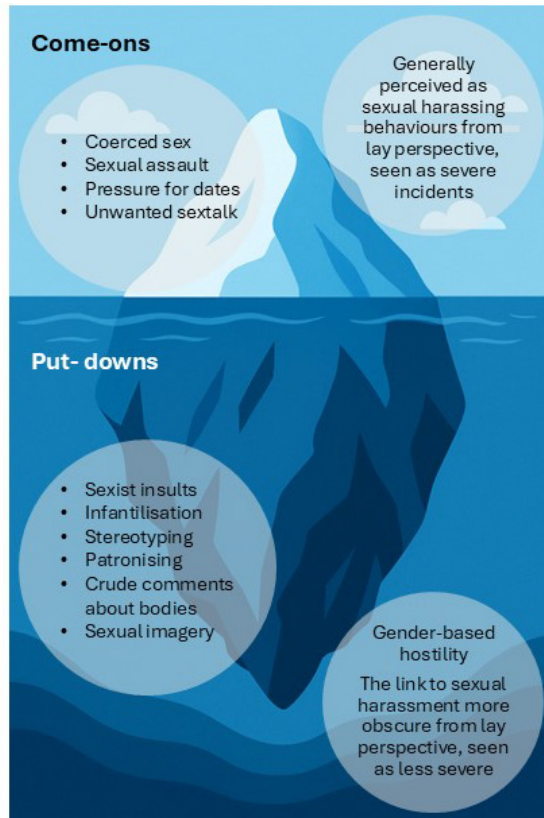 Come-ons
• Coerced sex
• Sexual assault
• Pressure for dates
• Unwanted sextalk
Generally
perceived as
sexual harassing
behaviours from
lay perspective,
seen as severe
incidents
Put- downs
• Sexist insults
• Infantilisation
• Stereotyping
• Patronising
• Crude comments
about bodies
• Sexual imagery
Gender-based
hostility
The link to sexual
harassment more
obscure from lay
perspective, seen
as less severe